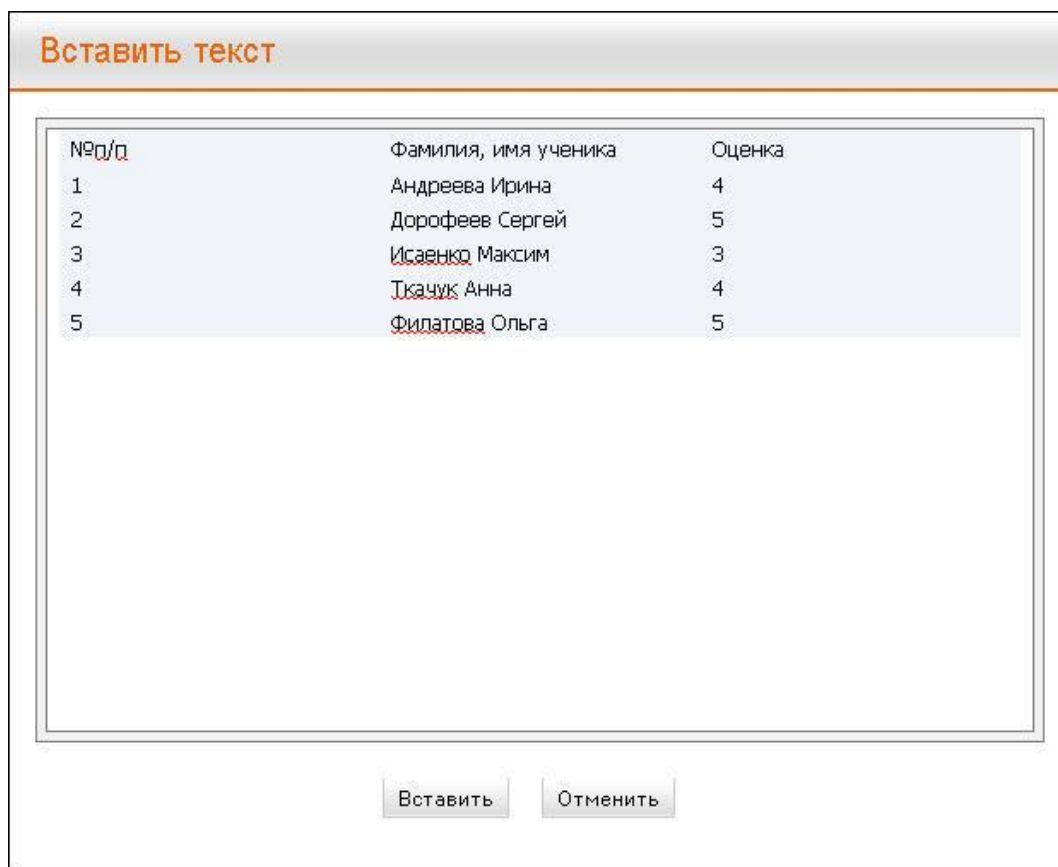 Вставить текст
№п/п Фамилия, имя ученика Оценка
1 Андреева Ирина 4
2 Дорофеев Сергей 5
3 Исаенко Максим 3
4 Ткачук Анна 4
5 Филатова Ольга 5
Вставить Отменить